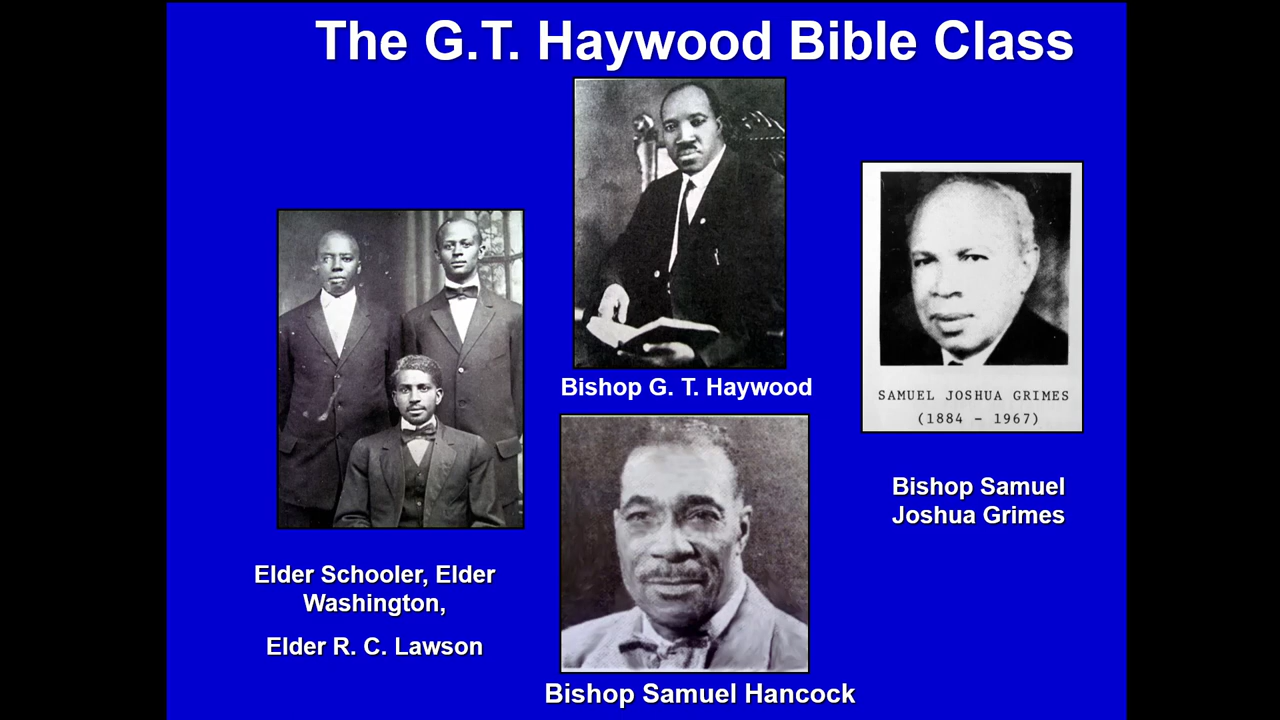 The G.T. Haywood Bible Class
Bishop G. T. Haywood
SAMUEL JOSHUA GRIMES
(1884 - 1967)
Bishop Samuel
Joshua Grimes
Elder Schooler, Elder
Washington,
Elder R. C. Lawson
Bishop Samuel Hancock